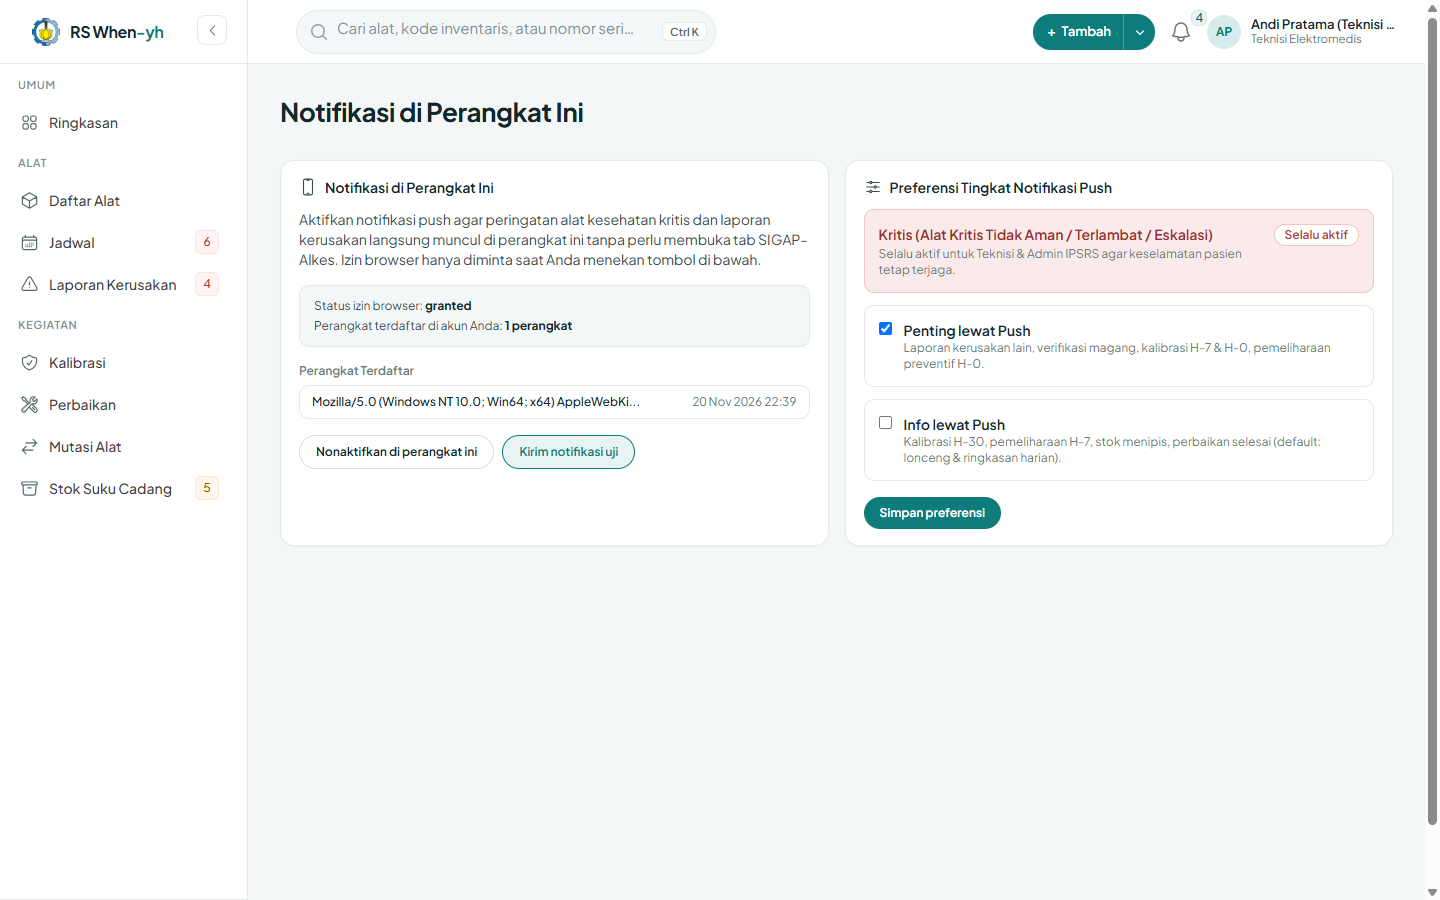 RS When-yh
Cari alat, kode inventaris, atau nomor seri...
Ctrl K
+ Tambah
4
AP
Andi Pratama (Teknisi ...
Teknisi Elektromedis
UMUM
Ringkasan
ALAT
Daftar Alat
Jadwal
6
Laporan Kerusakan
4
KEGIATAN
Kalibrasi
Perbaikan
Mutasi Alat
Stok Suku Cadang
5
Notifikasi di Perangkat Ini
Notifikasi di Perangkat Ini
Aktifkan notifikasi push agar peringatan alat kesehatan kritis dan laporan
kerusakan langsung muncul di perangkat ini tanpa perlu membuka tab SIGAP-
Alkes. Izin browser hanya diminta saat Anda menekan tombol di bawah.
Status izin browser: granted
Perangkat terdaftar di akun Anda: 1 perangkat
Perangkat Terdaftar
Mozilla/5.0 (Windows NT 10.0; Win64; x64) AppleWebKi...
20 Nov 2026 22:39
Nonaktifkan di perangkat ini
Kirim notifikasi uji
Preferensi Tingkat Notifikasi Push
Kritis (Alat Kritis Tidak Aman / Terlambat / Eskalasi)
Selalu aktif
Selalu aktif untuk Teknisi & Admin IPSRS agar keselamatan pasien
tetap terjaga.
Penting lewat Push
Laporan kerusakan lain, verifikasi magang, kalibrasi H-7 & H-0, pemeliharaan
preventif H-0.
Info lewat Push
Kalibrasi H-30, pemeliharaan H-7, stok menipis, perbaikan selesai (default:
lonceng & ringkasan harian).
Simpan preferensi